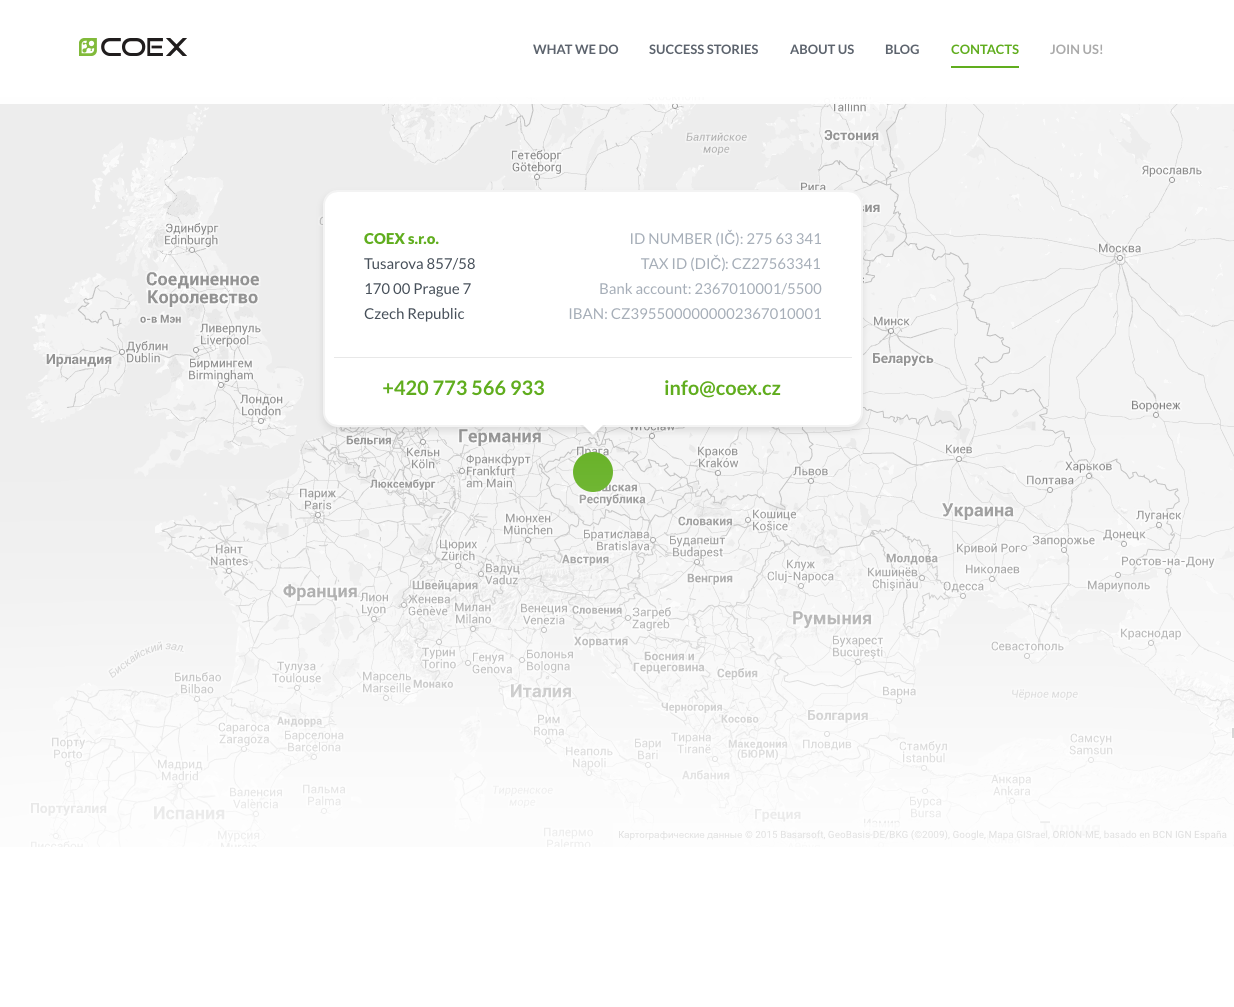 COEX
WHAT WE DO
SUCCESS STORIES
ABOUT US
BLOG
CONTACTS
JOIN US!
COEX s.r.o.
Tusarova 857/58
170 00 Prague 7
Czech Republic
ID NUMBER (IČ): 275 63 341
TAX ID (DIČ): CZ27563341
Bank account: 2367010001/5500
IBAN: CZ3955000000002367010001
+420 773 566 933
info@coex.cz
Tallinn
Эстония
Балтийское
море
Гетеборг
Göteborg
Ярославль
Рига
Эдинбург
Edinburgh
Москва
Соединенное
Королевство
о-в Мэн
Ливерпуль
Liverpool
Минск
Дублин
Dublin
Ирландия
Беларусь
Бирмингем
Birmingham
Лондон
London
Воронеж
Wrocław
Бельгия
Германия
Прага
Киев
Кельн
Köln
Франкфурт
Frankfurt
am Main
Краков
Kraków
Львов
Харьков
Полтава
Люксембург
Республика
Париж
Paris
Украина
Мюнхен
München
Словакия
Кошице
Košice
Луганск
Братислава
Bratislava
Будапешт
Budapest
Донецк
Запорожье
Кривой Рог
Нант
Nantes
Цюрих
Zürich
Австрия
Молдова
Ростов-на-Дону
Вадуц
Vaduz
Венгрия
Клуж
Cluj-Napoca
Кишинёв
Chișinău
Николаев
Одесса
Мариуполь
Швейцария
Франция
Лион
Lyon
Женева
Genève
Милан
Milano
Венеция
Venezia
Словения
Загреб
Zagreb
Румыния
Краснодар
Хорватия
Бухарест
București
Севастополь
Бискайский зал
Турин
Torino
Генуя
Genova
Болонья
Bologna
Босния и
Герцеговина
Сербия
Тулуза
Toulouse
Бильбао
Bilbao
Марсель
Marseille
Монако
Италия
Варна
Чёрное море
Черногория
Косово
Болгария
Андорра
Рим
Roma
Сарагоса
Zaragoza
Барселона
Barcelona
Порту
Porto
Бари
Bari
Тирана
Tiranë
Македония
(БЮРМ)
Пловдив
Стамбул
Istanbul
Самсун
Samsun
Неаполь
Napoli
Мадрид
Madrid
Албания
Анкара
Ankara
Валенсия
Valencia
Пальма
Palma
Тирренское
море
Бурса
Bursa
Португалия
Испания
Греция
Мурсия
Палермо
Palermo
Картографические данные © 2015 Basarsoft, GeoBasis-DE/BKG (©2009), Google, Mapa GISrael, ORION-ME, basado en BCN IGN España